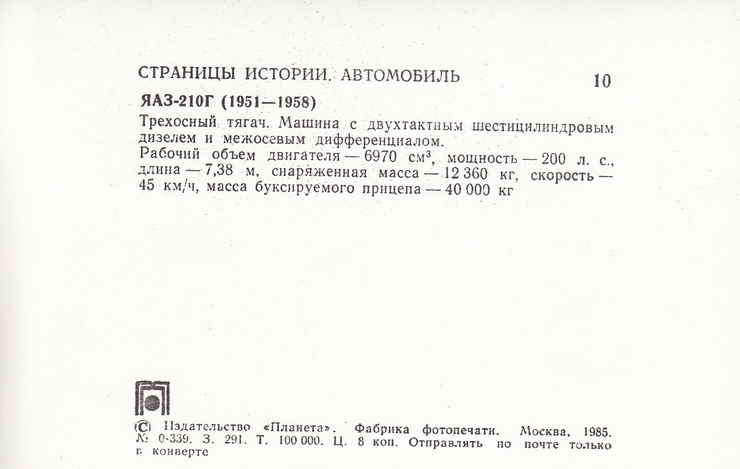 СТРАНИЦЫ ИСТОРИИ. АВТОМОБИЛЬ 10
ЯАЗ-210Г (1951—1958)
Трехосный тягач. Машина с двухтактным шестицилиндровым
дизелем и межосевым дифференциалом.
Рабочий объем двигателя — 6970 см³, мощность — 200 л. с.,
длина — 7,38 м, снаряженная масса — 12 360 кг, скорость —
45 км/ч, масса буксируемого прицепа — 40 000 кг
© Издательство «Планета». Фабрика фотопечати. Москва, 1985.
№ 0-339. З. 291. Т. 100 000. Ц. 8 коп. Отправлять по почте только
в конверте